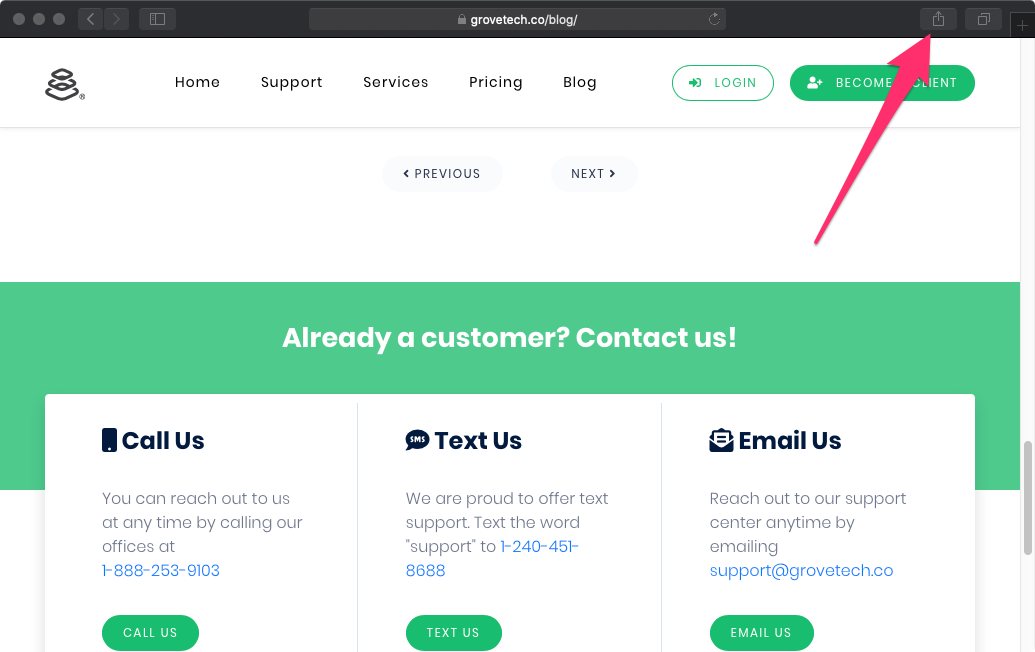 grovetech.co/blog/
Home Support Services Pricing Blog LOGIN BECOME CLIENT
®
PREVIOUS NEXT
Already a customer? Contact us!
Call Us
You can reach out to us
at any time by calling our
offices at
1-888-253-9103
CALL US
SMS Text Us
We are proud to offer text
support. Text the word
"support" to 1-240-451-
8688
TEXT US
Email Us
Reach out to our support
center anytime by
emailing
support@grovetech.co
EMAIL US